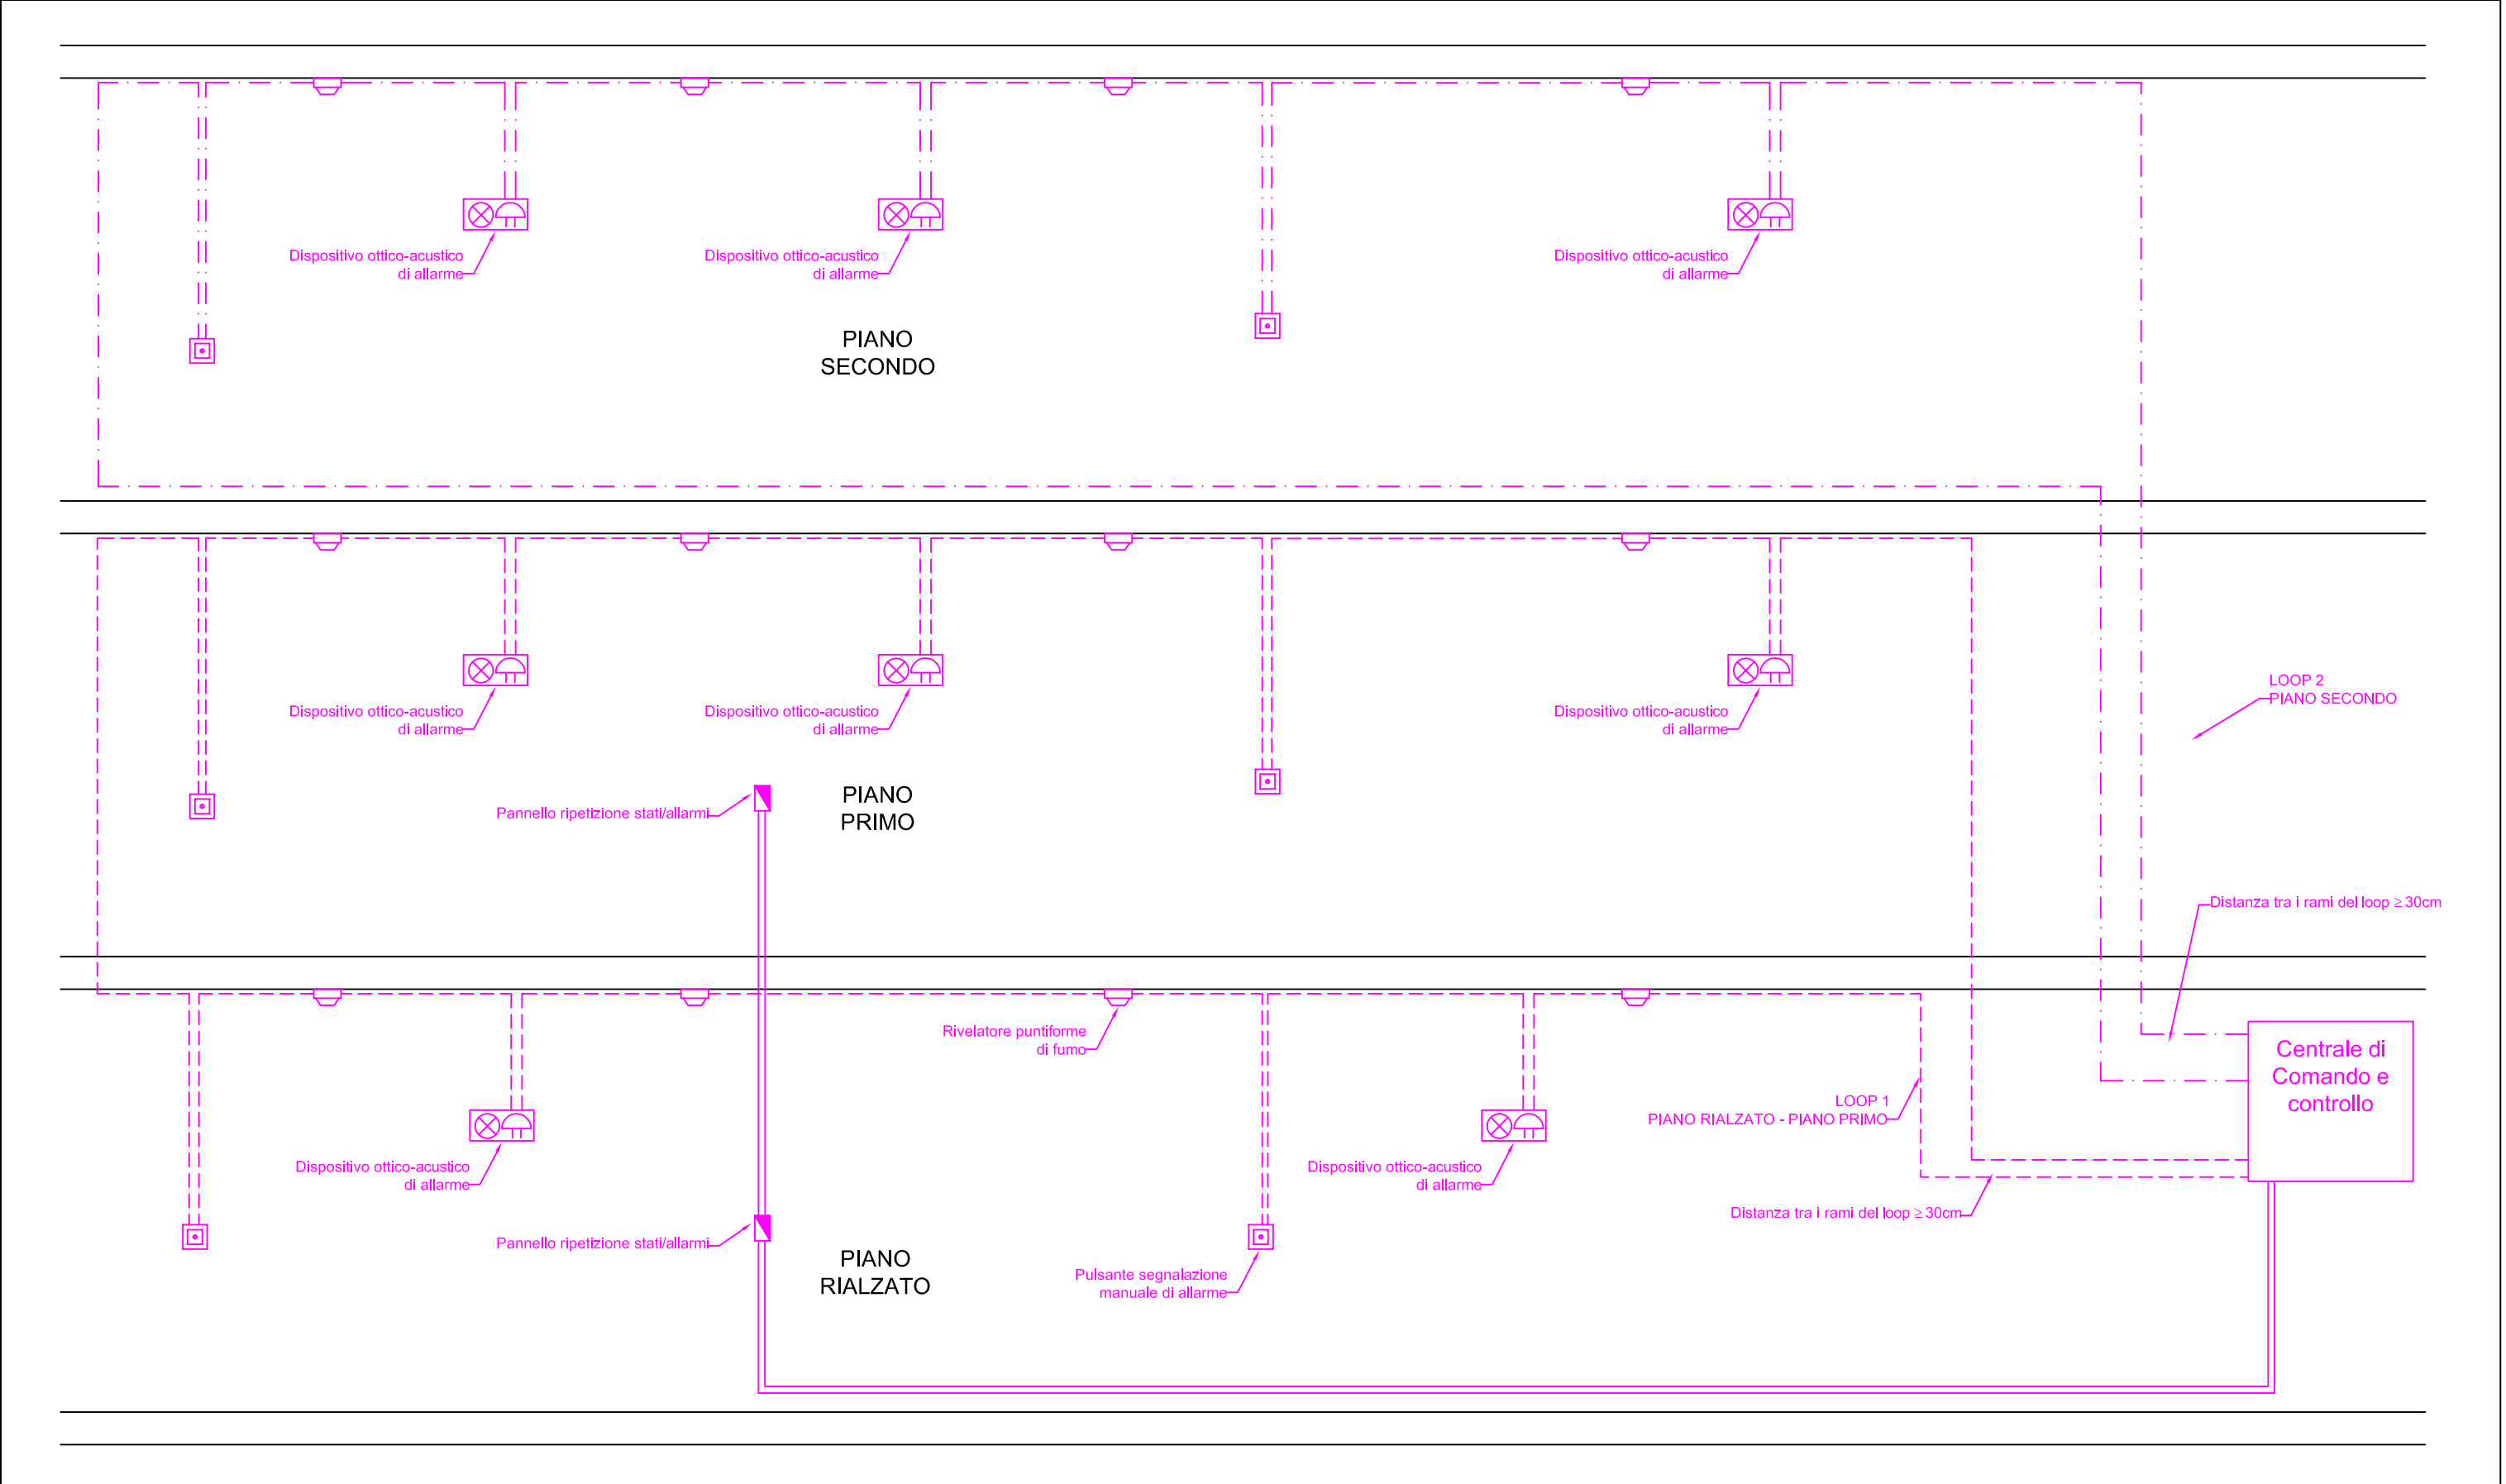 Dispositivo ottico-acustico
di allarme
Dispositivo ottico-acustico
di allarme
Dispositivo ottico-acustico
di allarme
PIANO
SECONDO
Dispositivo ottico-acustico
di allarme
Dispositivo ottico-acustico
di allarme
Dispositivo ottico-acustico
di allarme
LOOP 2
PIANO SECONDO
Pannello ripetizione stati/allarmi
PIANO
PRIMO
Distanza tra i rami del loop ≥ 30cm
Rivelatore puntiforme
di fumo
Centrale di
Comando e
controllo
LOOP 1
PIANO RIALZATO - PIANO PRIMO
Dispositivo ottico-acustico
di allarme
Dispositivo ottico-acustico
di allarme
Distanza tra i rami del loop ≥ 30cm
Pannello ripetizione stati/allarmi
PIANO
RIALZATO
Pulsante segnalazione
manuale di allarme